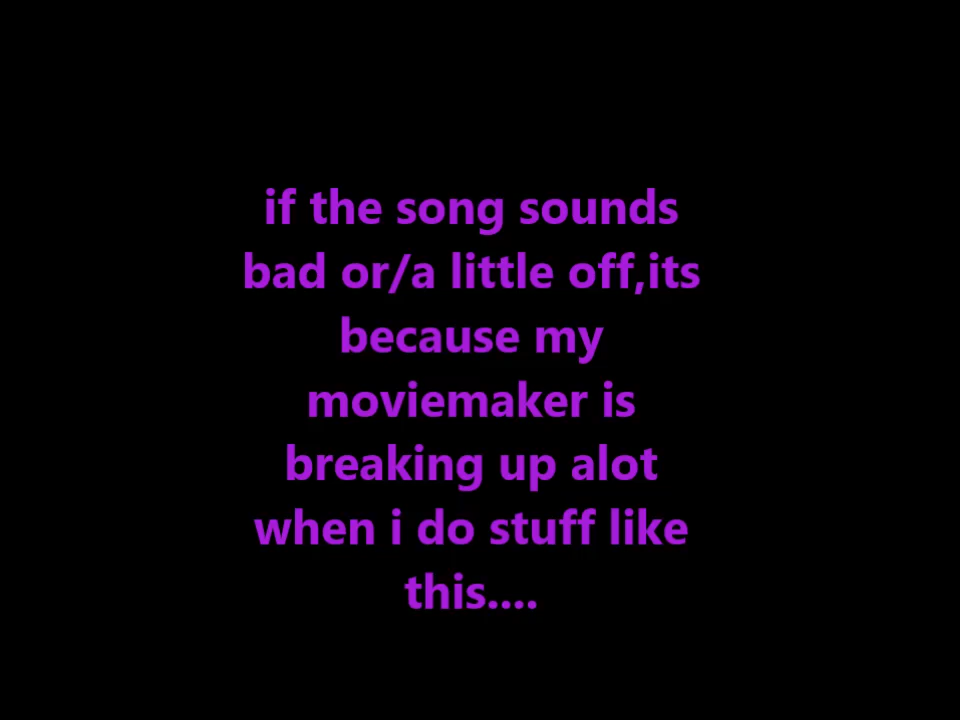 if the song sounds
bad or/a little off,its
because my
moviemaker is
breaking up alot
when i do stuff like
this....